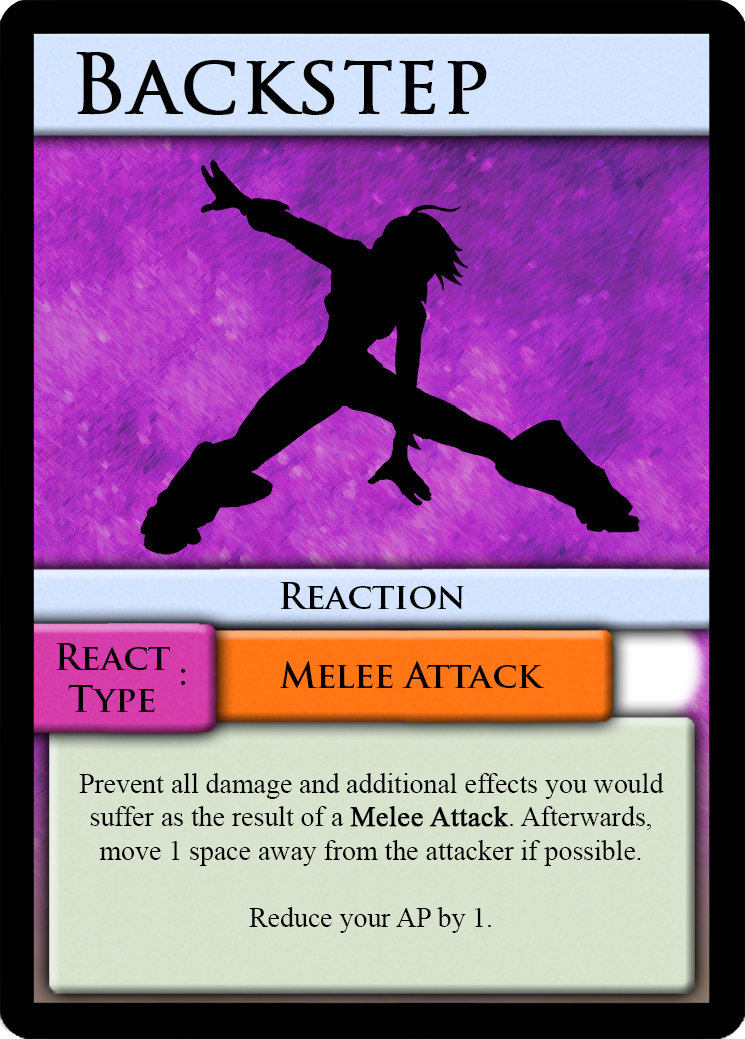 Backstep
Reaction
React
Type :
Melee Attack
Prevent all damage and additional effects you would
suffer as the result of a Melee Attack. Afterwards,
move 1 space away from the attacker if possible.
Reduce your AP by 1.